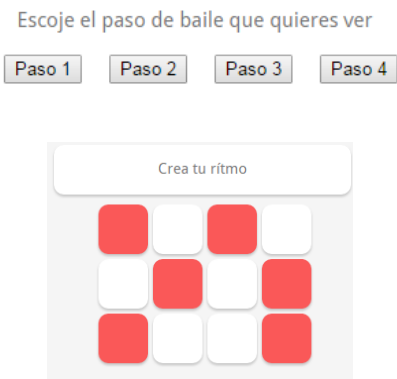 Escoje el paso de baile que quieres ver
Paso 1 Paso 2 Paso 3 Paso 4
Crea tu rítmo